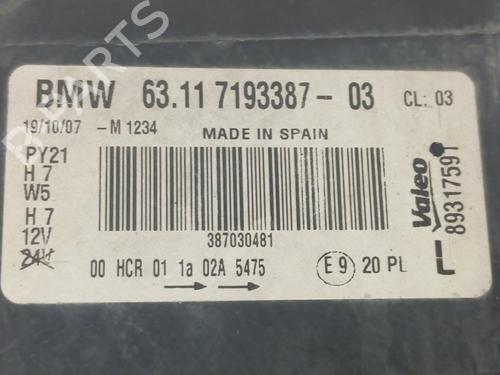 BMW 63.11 7193387-03 CL: 03
19/10/07 -M 1234 MADE IN SPAIN
PY21
H 7
W5
H 7
12V
24V
387030481
00 HCR 01 1a 02A 5475
E9 20 PL
Valeo
89317591
L